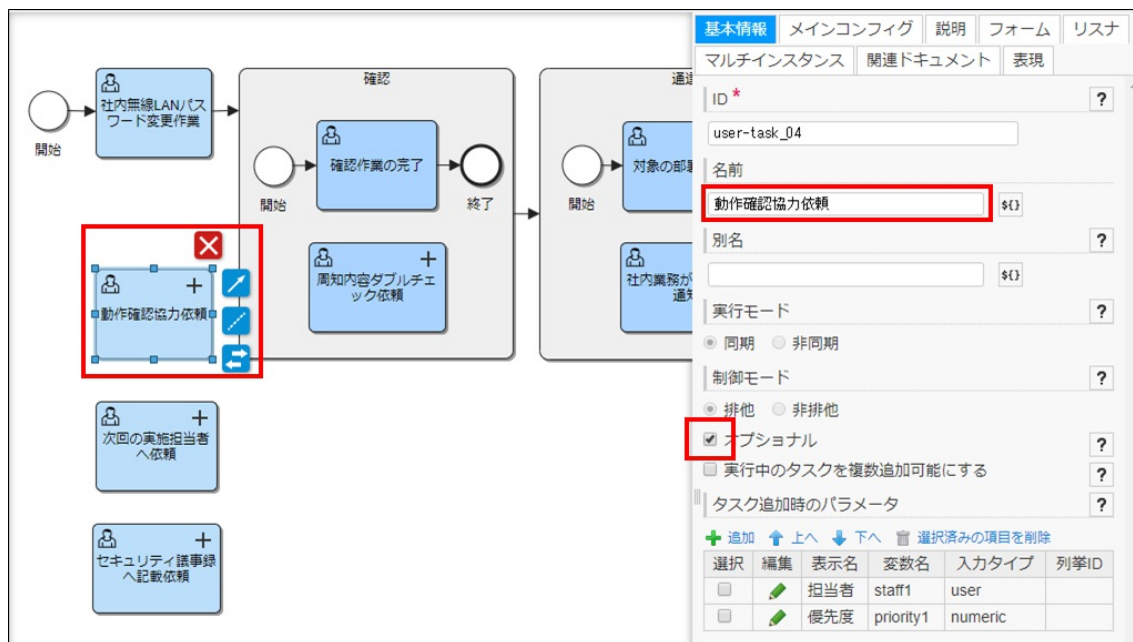 開始
社内無線LANパス
ワード変更作業
確認
開始
確認作業の完了
終了
周知内容ダブルチェ
ック依頼
開始
対象の部
社内業務が
動作確認協力依頼
次回の実施担当者
へ依頼
セキュリティ議事録
へ記載依頼
基本情報 メインコンフィグ 説明 フォーム リスナ
マルチインスタンス 関連ドキュメント 表現
ID * ?
user-task_04
名前
動作確認協力依頼 ${}
別名 ?
${}
実行モード ?
同期 非同期
制御モード ?
排他 非排他
オプショナル ?
実行中のタスクを複数追加可能にする ?
タスク追加時のパラメータ ?
追加 上へ 下へ 選択済みの項目を削除
選択 編集 表示名 変数名 入力タイプ 列挙ID
担当者 staff1 user
優先度 priority1 numeric